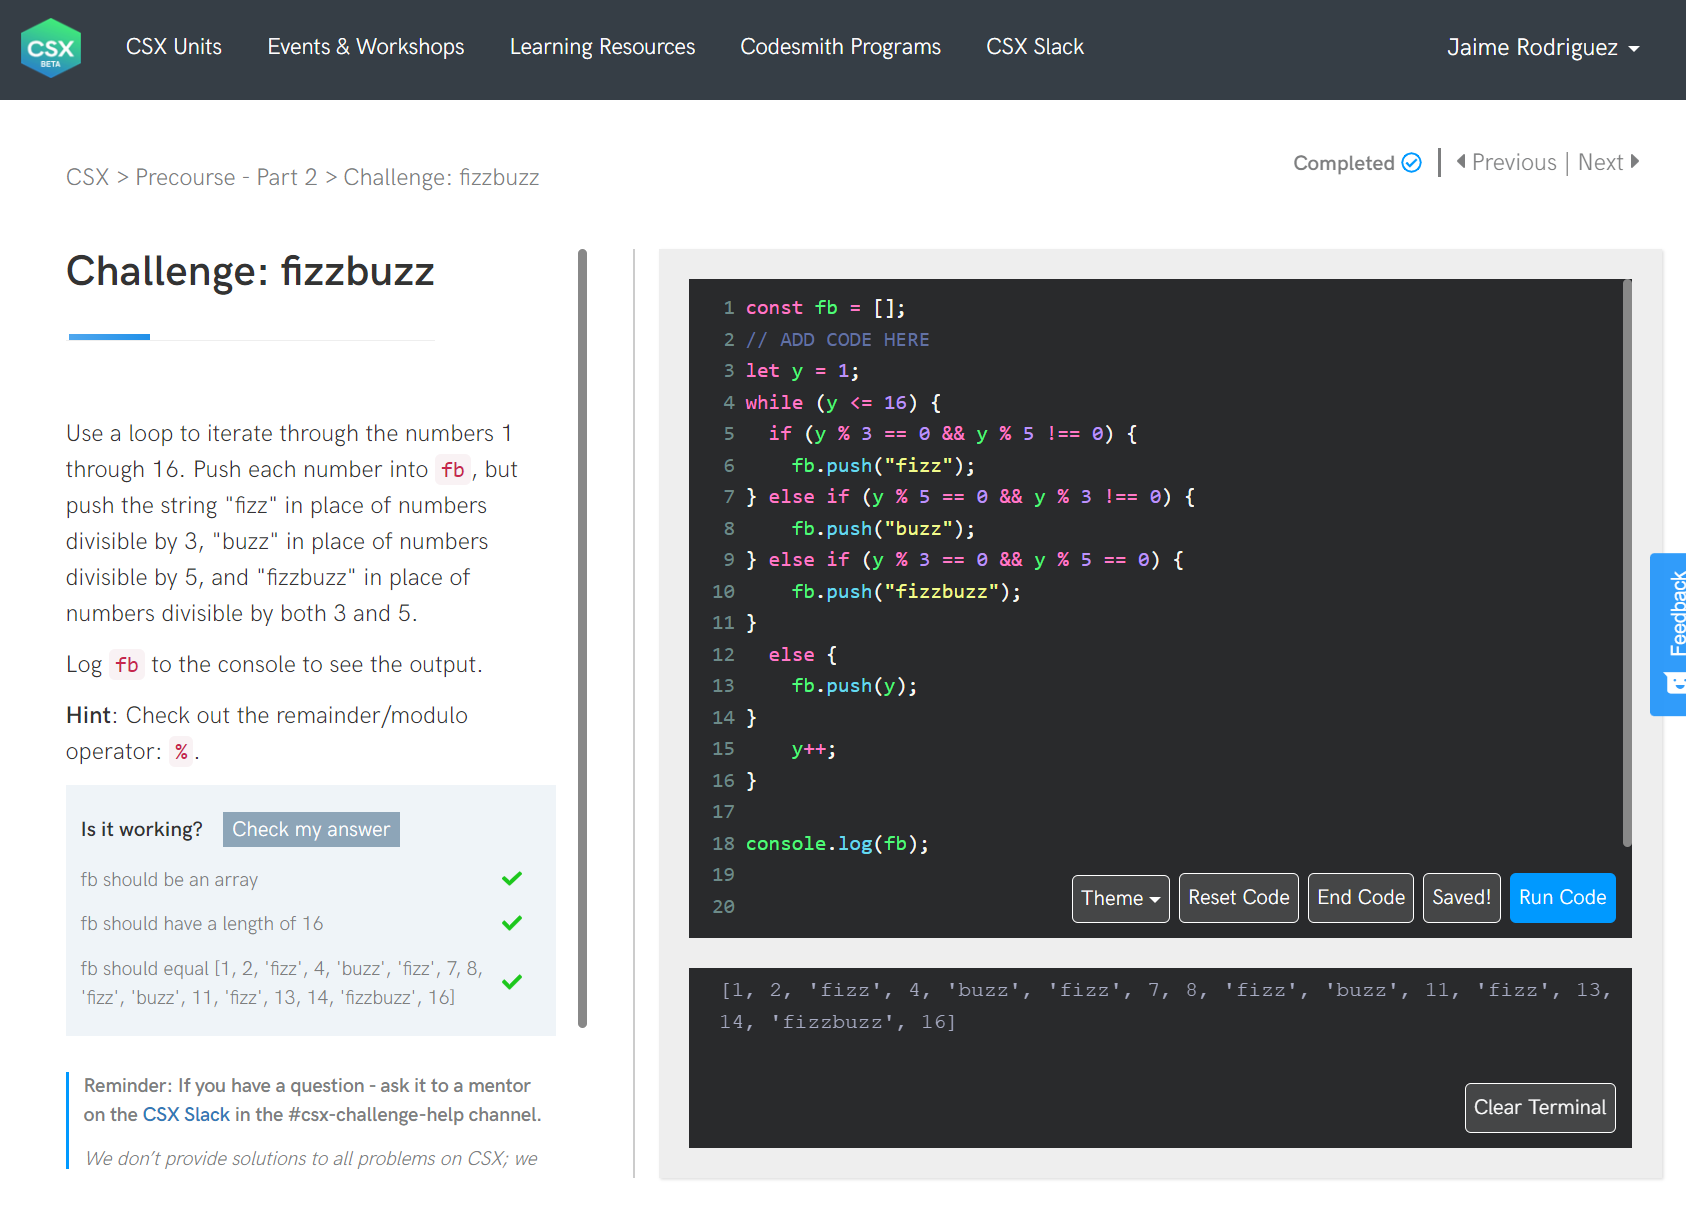 CSX
BETA
CSX Units Events & Workshops Learning Resources Codesmith Programs CSX Slack Jaime Rodriguez
CSX > Precourse - Part 2 > Challenge: fizzbuzz
Completed | Previous | Next
Challenge: fizzbuzz
Use a loop to iterate through the numbers 1
through 16. Push each number into fb, but
push the string "fizz" in place of numbers
divisible by 3, "buzz" in place of numbers
divisible by 5, and "fizzbuzz" in place of
numbers divisible by both 3 and 5.
Log fb to the console to see the output.
Hint: Check out the remainder/modulo
operator: %.
Is it working? Check my answer
fb should be an array
fb should have a length of 16
fb should equal [1, 2, 'fizz', 4, 'buzz', 'fizz', 7, 8,
'fizz', 'buzz', 11, 'fizz', 13, 14, 'fizzbuzz', 16]
Reminder: If you have a question - ask it to a mentor
on the CSX Slack in the #csx-challenge-help channel.
We don't provide solutions to all problems on CSX; we
1 const fb = [];
2 // ADD CODE HERE
3 let y = 1;
4 while (y <= 16) {
5   if (y % 3 == 0 && y % 5 !== 0) {
6     fb.push("fizz");
7 } else if (y % 5 == 0 && y % 3 !== 0) {
8     fb.push("buzz");
9 } else if (y % 3 == 0 && y % 5 == 0) {
10     fb.push("fizzbuzz");
11 }
12   else {
13     fb.push(y);
14 }
15     y++;
16 }
17
18 console.log(fb);
19
20
Theme Reset Code End Code Saved! Run Code
[1, 2, 'fizz', 4, 'buzz', 'fizz', 7, 8, 'fizz', 'buzz', 11, 'fizz', 13,
14, 'fizzbuzz', 16]
Clear Terminal
Feedback